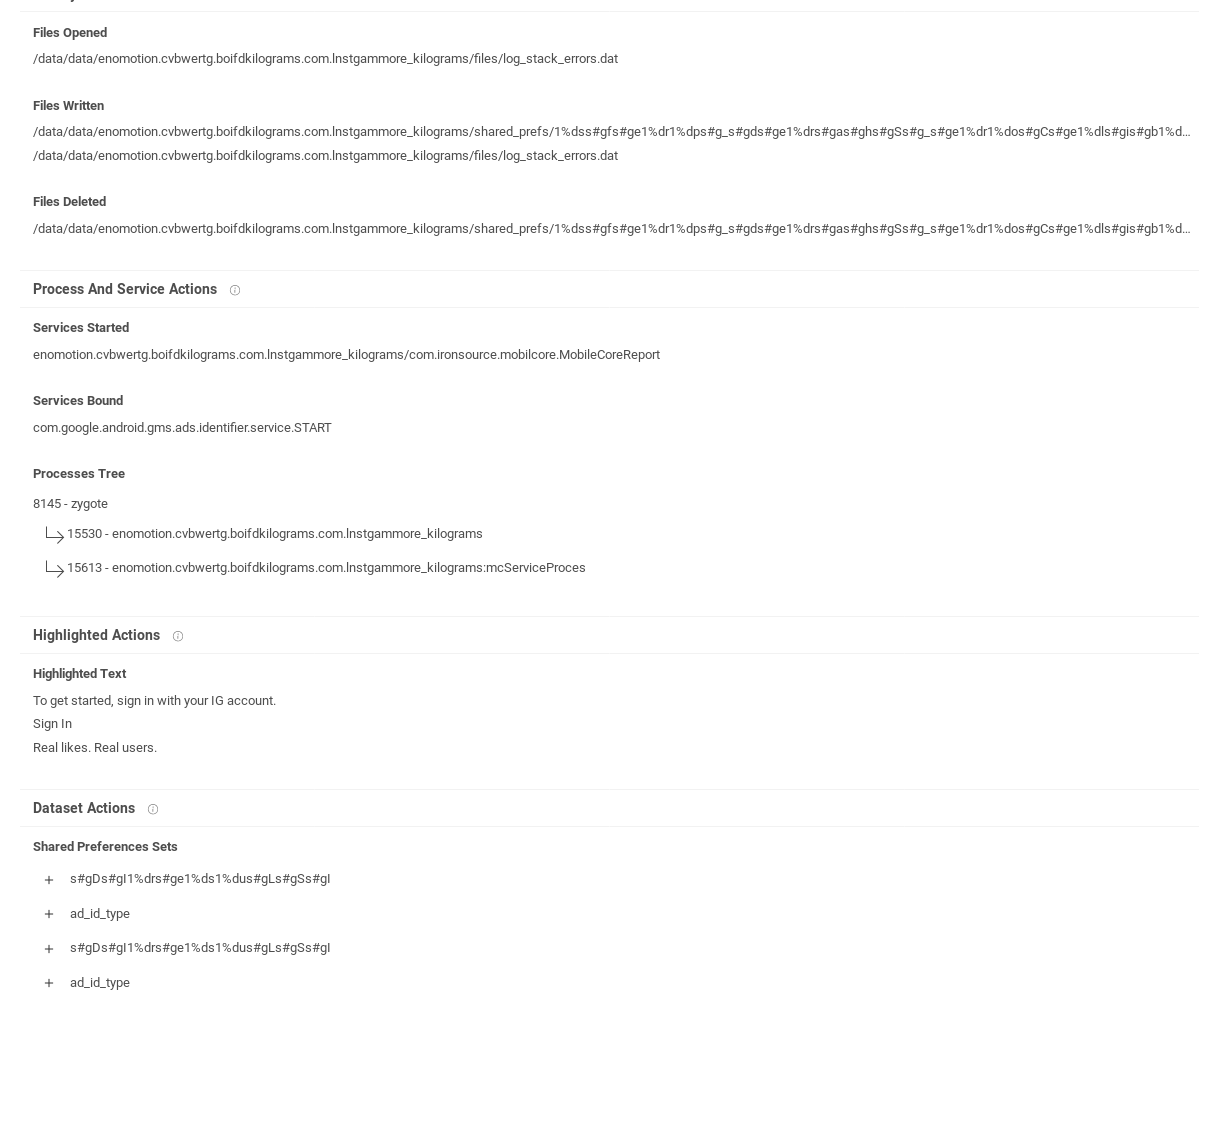 Files Opened
/data/data/enomotion.cvbwertg.boifdkilograms.com.lnstgammore_kilograms/files/log_stack_errors.dat
Files Written
/data/data/enomotion.cvbwertg.boifdkilograms.com.lnstgammore_kilograms/shared_prefs/1%dss#gfs#ge1%dr1%dps#g_s#gds#ge1%drs#gas#ghs#gSs#g_s#ge1%dr1%dos#gCs#ge1%dls#gis#gb1%d...
/data/data/enomotion.cvbwertg.boifdkilograms.com.lnstgammore_kilograms/files/log_stack_errors.dat
Files Deleted
/data/data/enomotion.cvbwertg.boifdkilograms.com.lnstgammore_kilograms/shared_prefs/1%dss#gfs#ge1%dr1%dps#g_s#gds#ge1%drs#gas#ghs#gSs#g_s#ge1%dr1%dos#gCs#ge1%dls#gis#gb1%d...
Process And Service Actions
Services Started
enomotion.cvbwertg.boifdkilograms.com.lnstgammore_kilograms/com.ironsource.mobilcore.MobileCoreReport
Services Bound
com.google.android.gms.ads.identifier.service.START
Processes Tree
8145 - zygote
15530 - enomotion.cvbwertg.boifdkilograms.com.lnstgammore_kilograms
15613 - enomotion.cvbwertg.boifdkilograms.com.lnstgammore_kilograms:mcServiceProces
Highlighted Actions
Highlighted Text
To get started, sign in with your IG account.
Sign In
Real likes. Real users.
Dataset Actions
Shared Preferences Sets
+ s#gDs#gI1%drs#ge1%ds1%dus#gLs#gSs#gI
+ ad_id_type
+ s#gDs#gI1%drs#ge1%ds1%dus#gLs#gSs#gI
+ ad_id_type